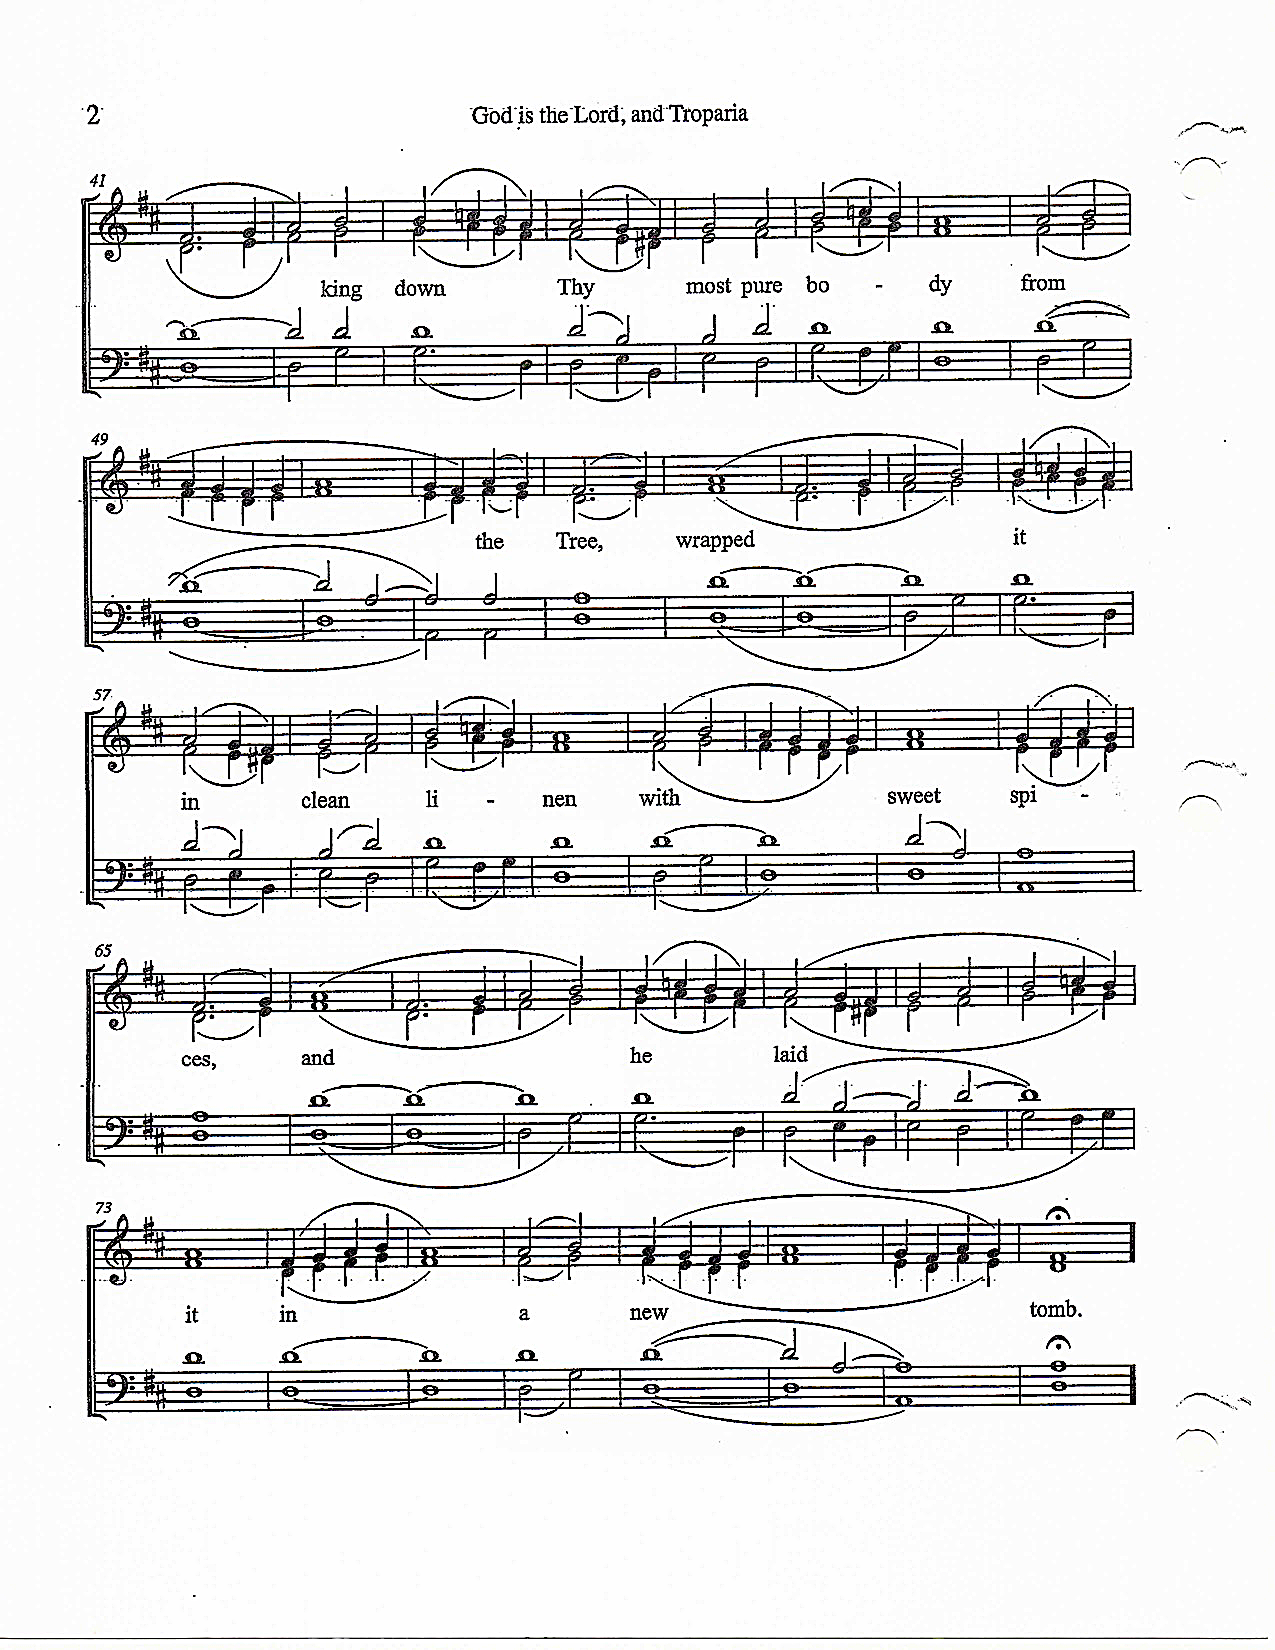 2
God is the Lord, and Troparia
41
king down Thy most pure bo - dy from
49
the Tree, wrapped it
57
in clean li - nen with sweet spi -
65
ces, and he laid
73
it in a new tomb.